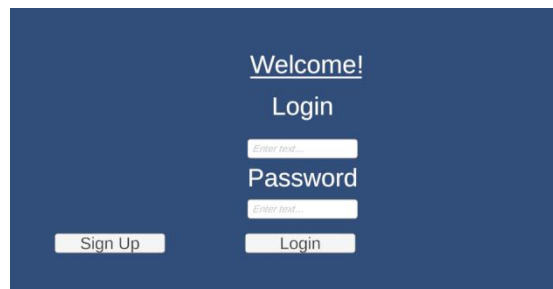 Welcome!
Login
Enter text...
Password
Enter text...
Sign Up Login